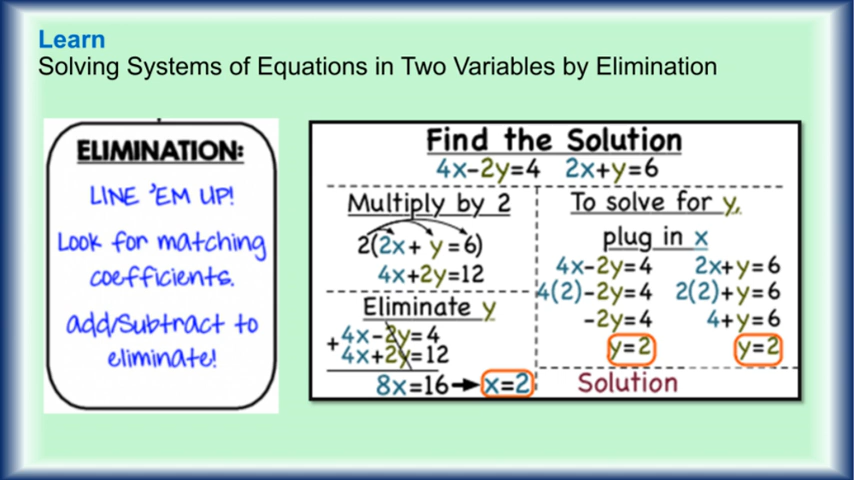 Learn
Solving Systems of Equations in Two Variables by Elimination
ELIMINATION:
LINE 'EM UP!
Look for matching
coefficients.
add/Subtract to
eliminate!
Find the Solution
4x-2y=4 2x+y=6
Multiply by 2
2(2x+ y =6)
4x+2y=12
Eliminate y
+4x-2y=4
4x+2y=12
8x=16→x=2
To solve for y,
plug in x
4x-2y=4 2x+y=6
4(2)-2y=4 2(2)+y=6
-2y=4 4+y=6
y=2 y=2
Solution